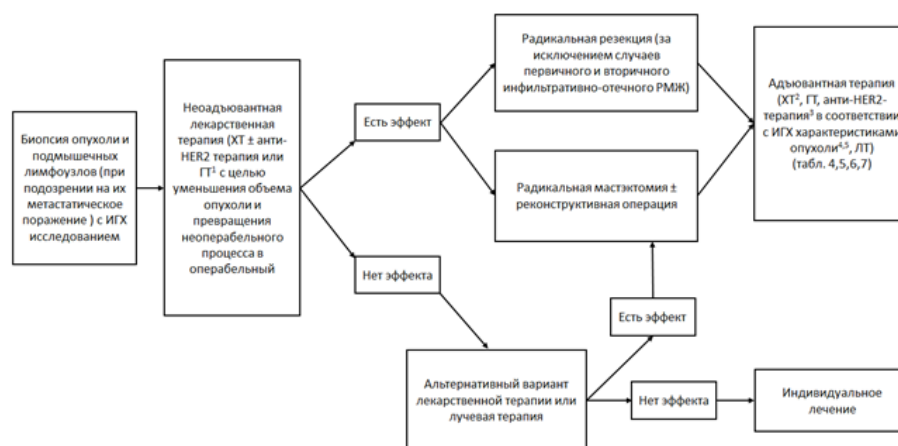 Биопсия опухоли и
подмышечных
лимфоузлов (при
подозрении на их
метастатическое
поражение ) с ИГХ
исследованием
Неоадъювантная
лекарственная
терапия (ХТ ± анти-
HER2 терапия или
ГТ¹ с целью
уменьшения объема
опухоли и
превращения
неоперабельного
процесса в
операбельный
Есть эффект
Нет эффекта
Радикальная резекция (за
исключением случаев
первичного и вторичного
инфильтративно-отечного РМЖ)
Радикальная мастэктомия ±
реконструктивная операция
Адъювантная терапия
(ХТ², ГТ, анти-HER2-
терапия³ в соответствии
с ИГХ характеристиками
опухоли⁴,⁵, ЛТ)
(табл. 4,5,6,7)
Альтернативный вариант
лекарственной терапии или
лучевая терапия
Есть эффект
Нет эффекта
Индивидуальное
лечение